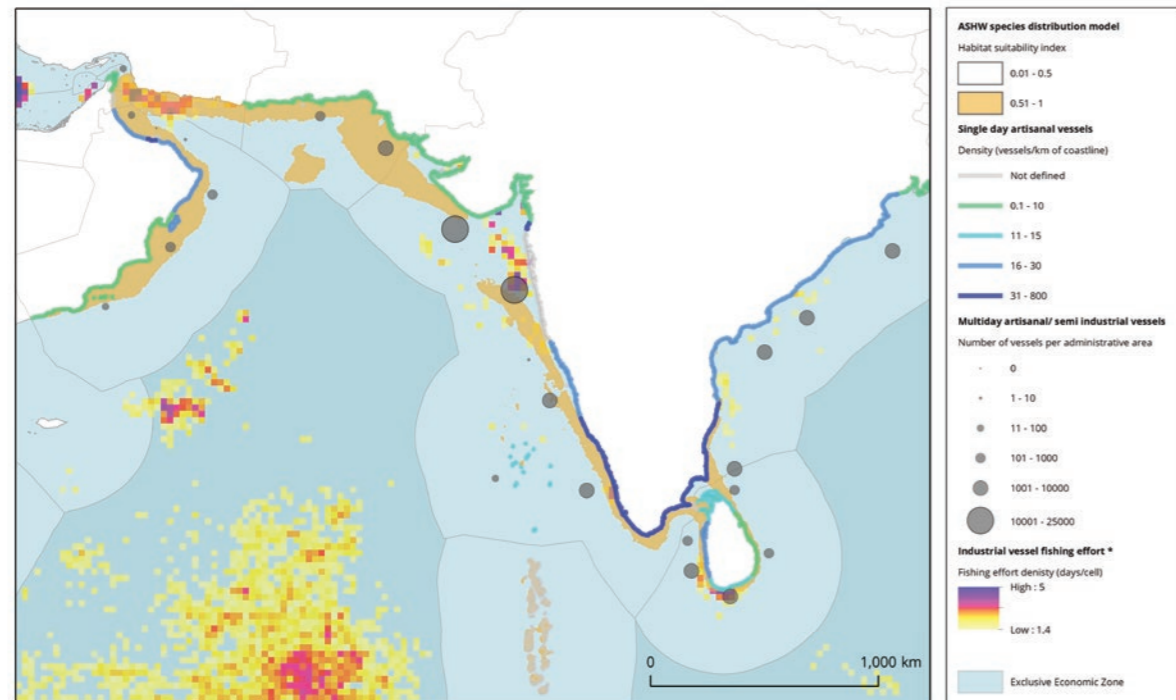 0
1,000 km
ASHW species distribution model
Habitat suitability index
0.01 - 0.5
0.51 - 1
Single day artisanal vessels
Density (vessels/km of coastline)
Not defined
0.1 - 10
11 - 15
16 - 30
31 - 800
Multiday artisanal/ semi industrial vessels
Number of vessels per administrative area
0
1 - 10
11 - 100
101 - 1000
1001 - 10000
10001 - 25000
Industrial vessel fishing effort *
Fishing effort denisty (days/cell)
High : 5
Low : 1.4
Exclusive Economic Zone